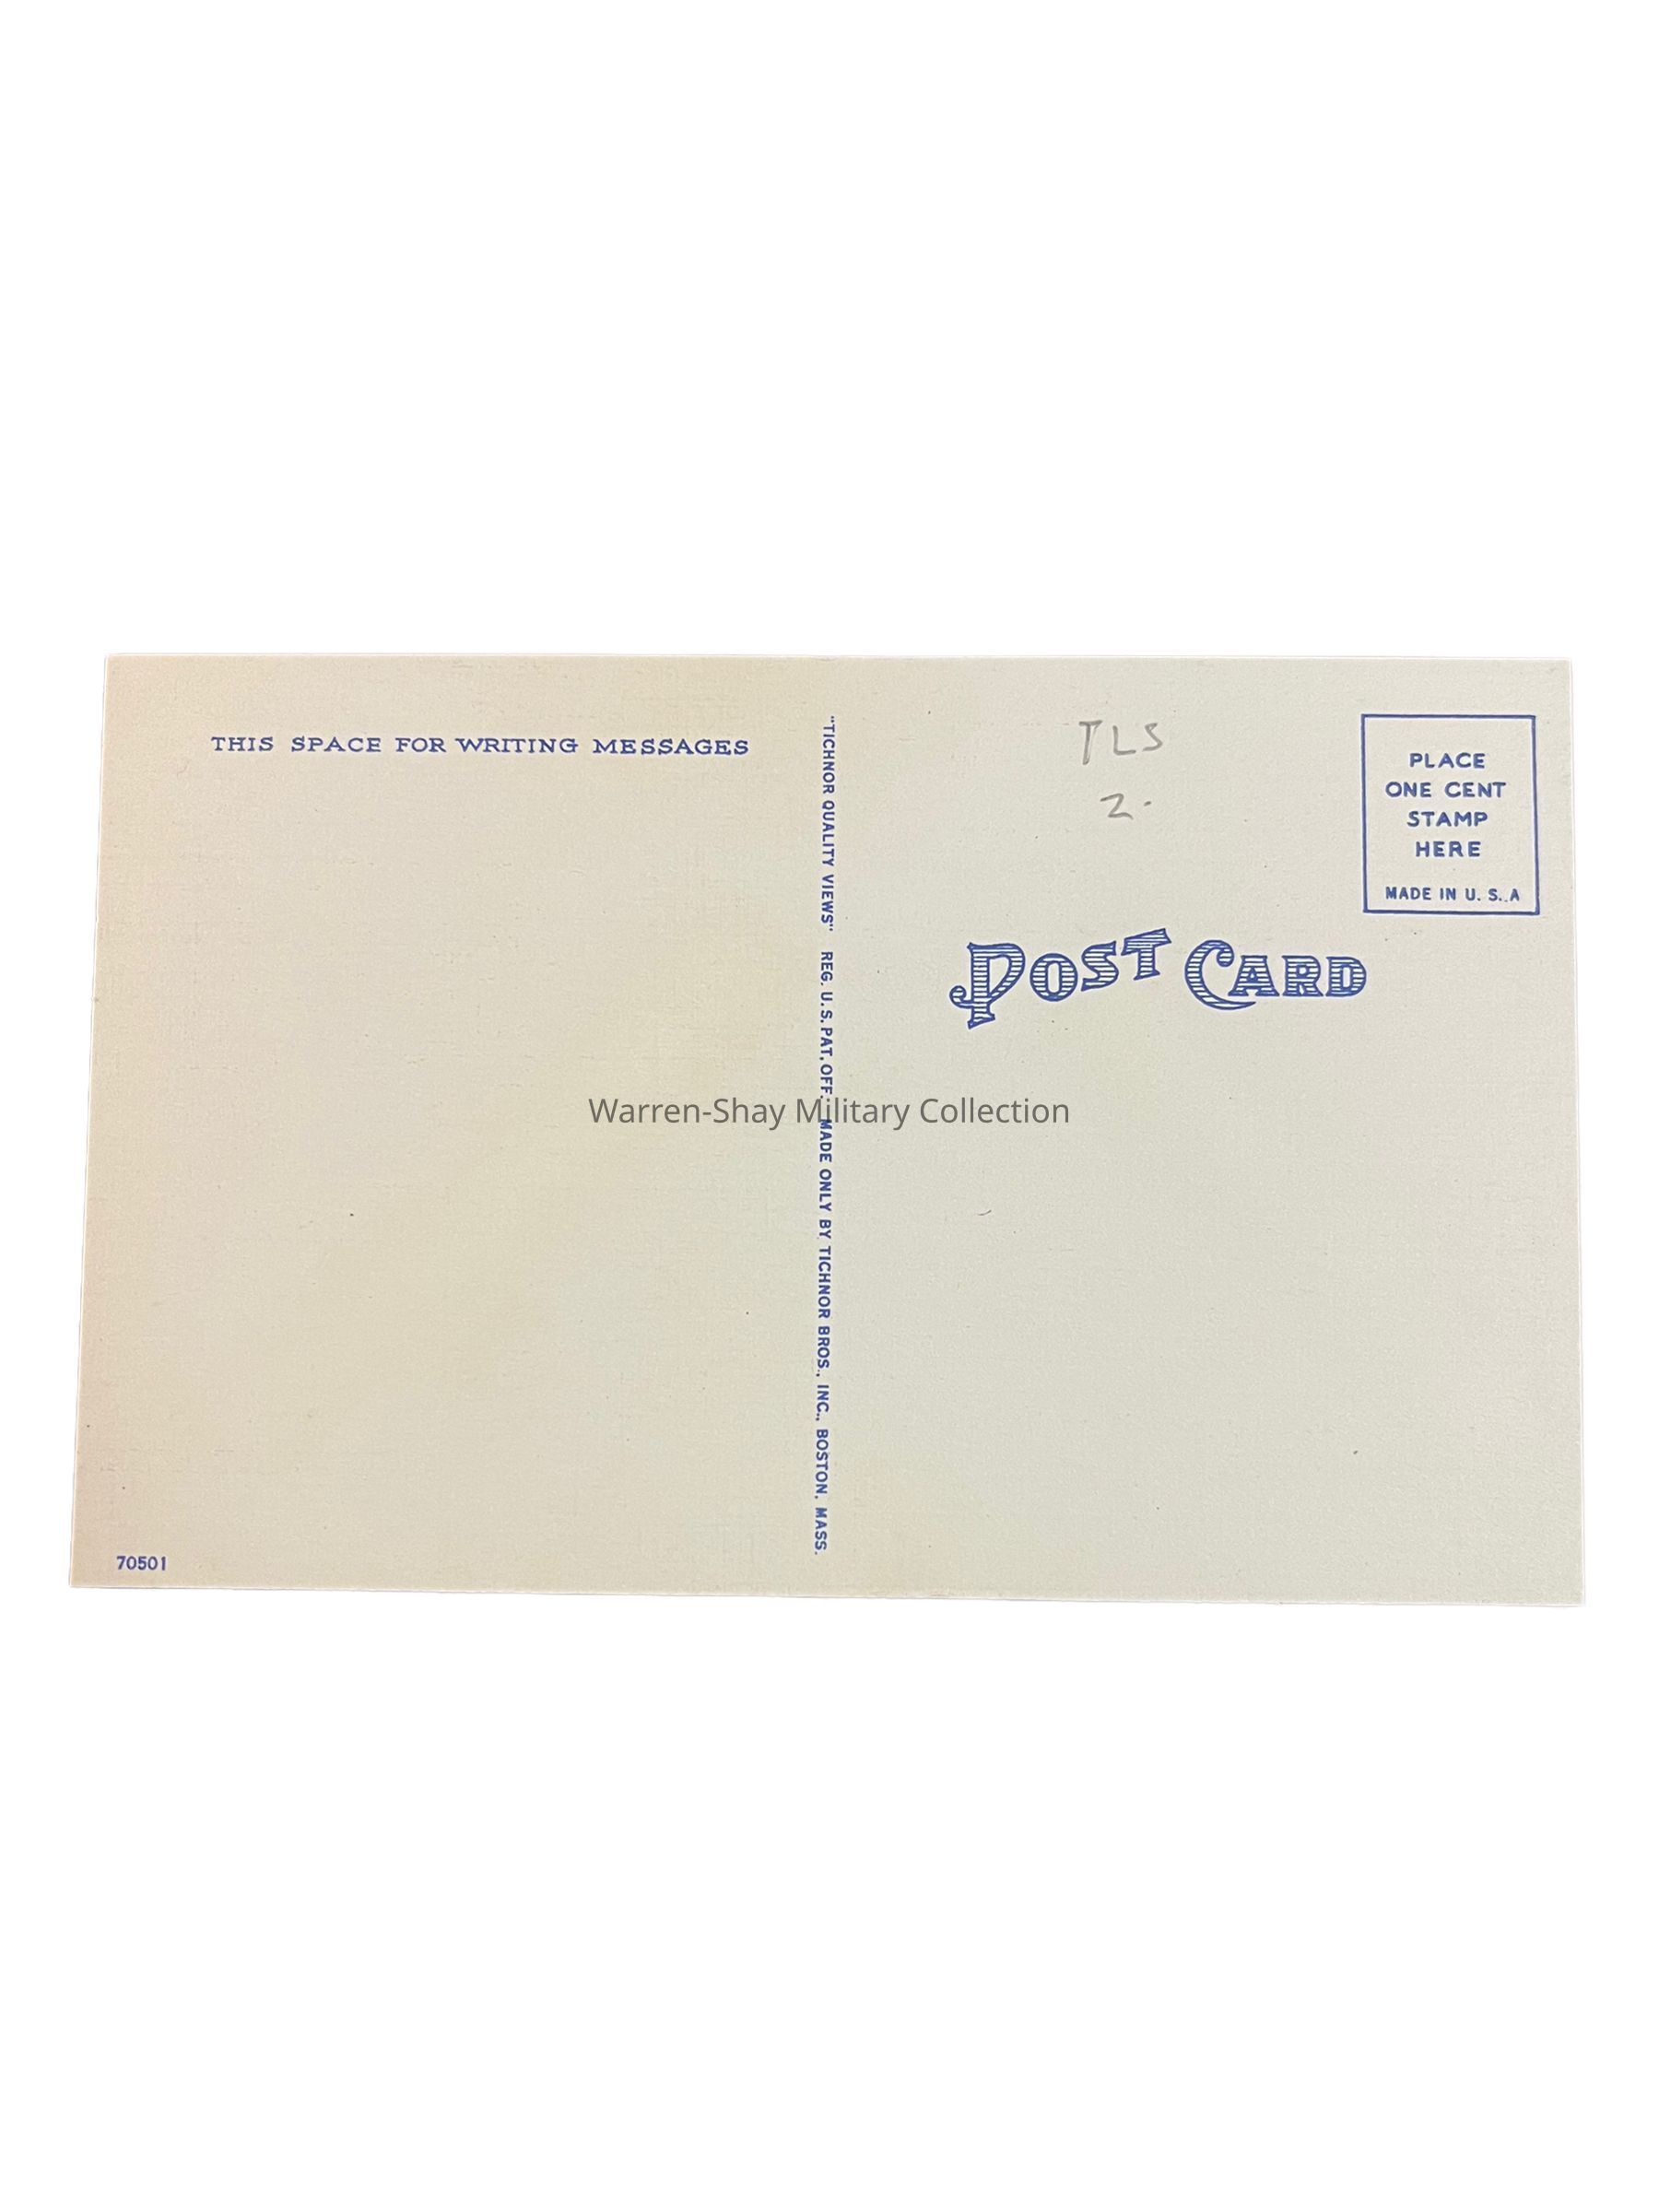 THIS SPACE FOR WRITING MESSAGES
"TICHNOR QUALITY VIEWS" REG. U.S. PAT. OFF. MADE ONLY BY TICHNOR BROS., INC., BOSTON. MASS.
TLS
2.
PLACE
ONE CENT
STAMP
HERE
MADE IN U. S. A
POST CARD
Warren-Shay Military Collection
70501